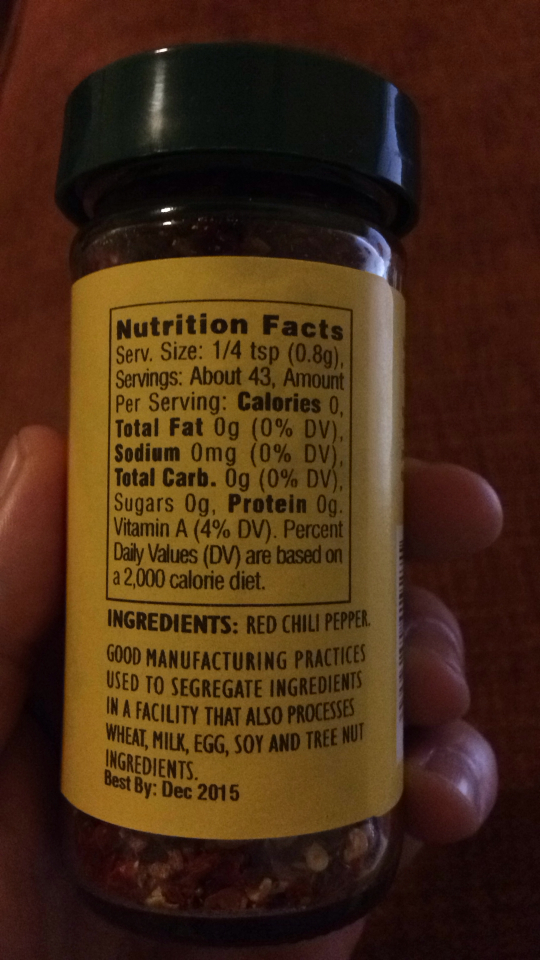 Nutrition Facts
Serv. Size: 1/4 tsp (0.8g),
Servings: About 43, Amount
Per Serving: Calories 0,
Total Fat 0g (0% DV),
Sodium 0mg (0% DV),
Total Carb. 0g (0% DV),
Sugars 0g, Protein 0g.
Vitamin A (4% DV). Percent
Daily Values (DV) are based on
a 2,000 calorie diet.
INGREDIENTS: RED CHILI PEPPER.
GOOD MANUFACTURING PRACTICES
USED TO SEGREGATE INGREDIENTS
IN A FACILITY THAT ALSO PROCESSES
WHEAT, MILK, EGG, SOY AND TREE NUT
INGREDIENTS.
Best By: Dec 2015